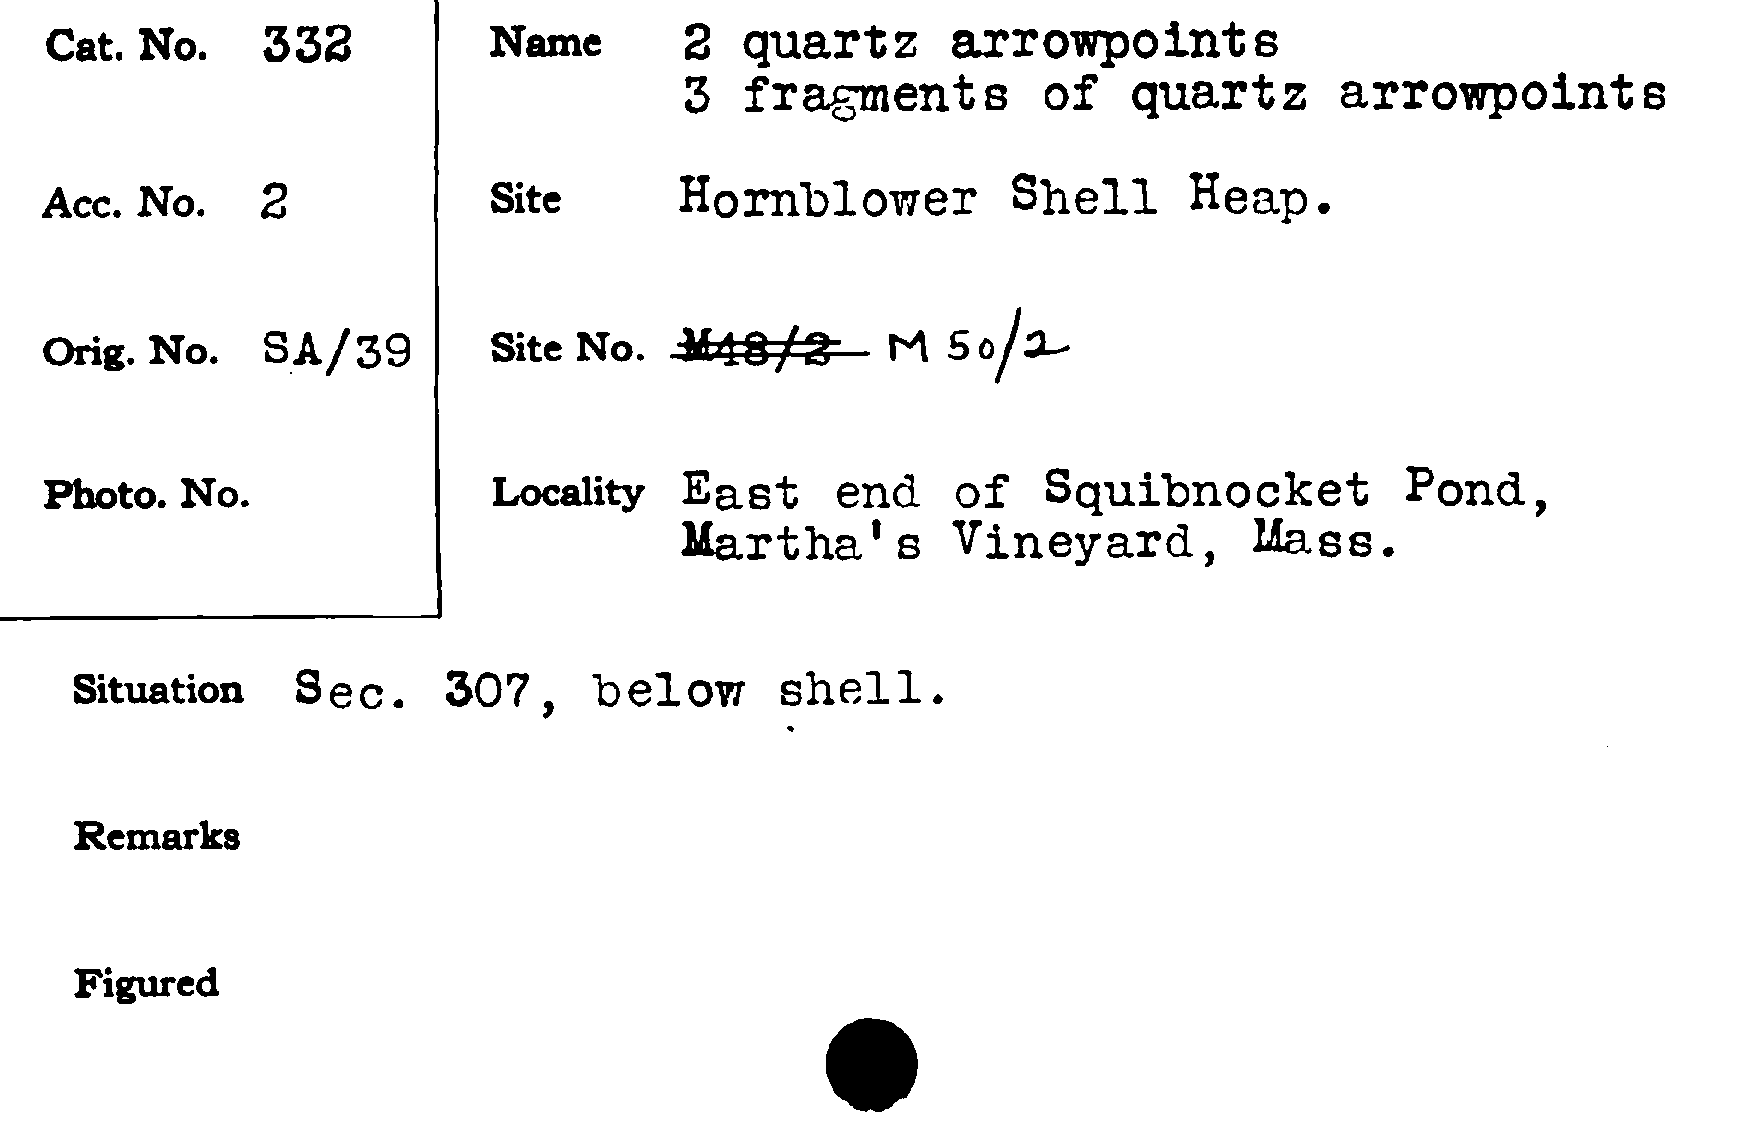 Cat. No. 332
Name 2 quartz arrowpoints
3 fragments of quartz arrowpoints
Acc. No. 2
Site Hornblower Shell Heap.
Orig. No. SA/39
Site No. M48/2 M 50/2
Photo. No.
Locality East end of Squibnocket Pond,
Martha's Vineyard, Mass.
Situation Sec. 307, below shell.
Remarks
Figured